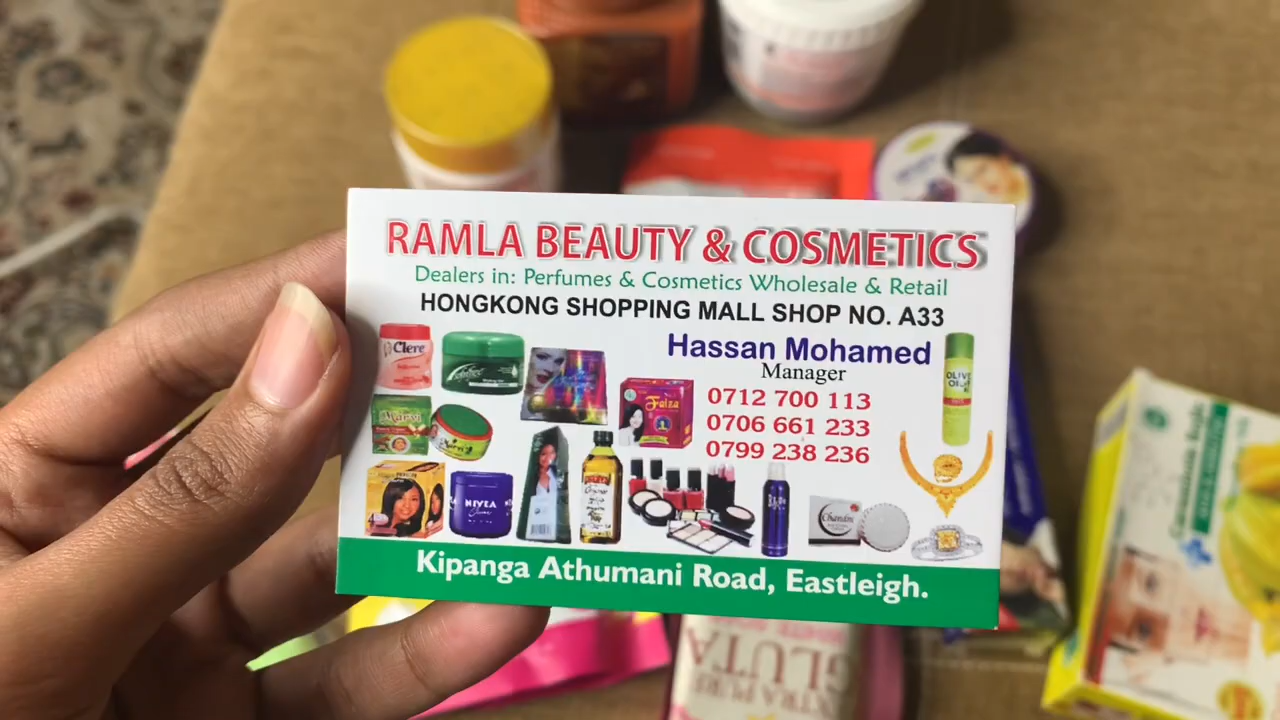 RAMLA BEAUTY & COSMETICS
Dealers in: Perfumes & Cosmetics Wholesale & Retail
HONGKONG SHOPPING MALL SHOP NO. A33
Hassan Mohamed
Manager
0712 700 113
0706 661 233
0799 238 236
Clere
Faiza
OLIVE
OIL
NIVEA
Chandni
Kipanga Athumani Road, Eastleigh.
GLUTA